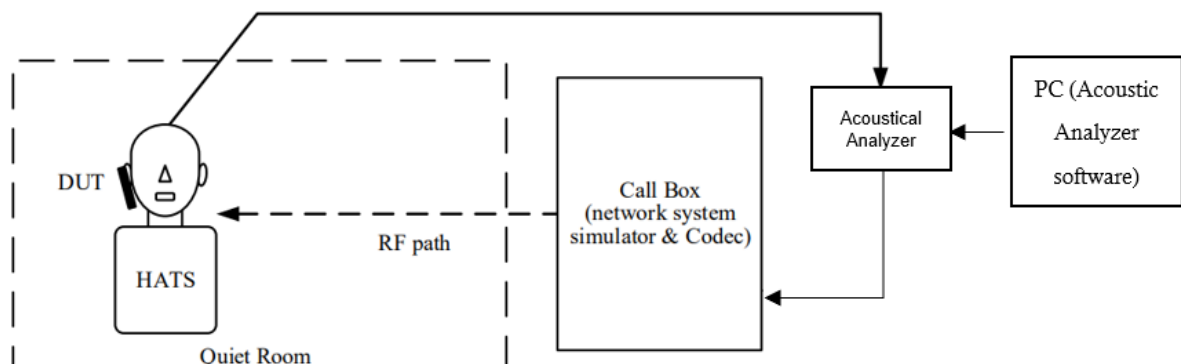 DUT
HATS
Quiet Room
RF path
Call Box
(network system
simulator & Codec)
Acoustical
Analyzer
PC (Acoustic
Analyzer
software)